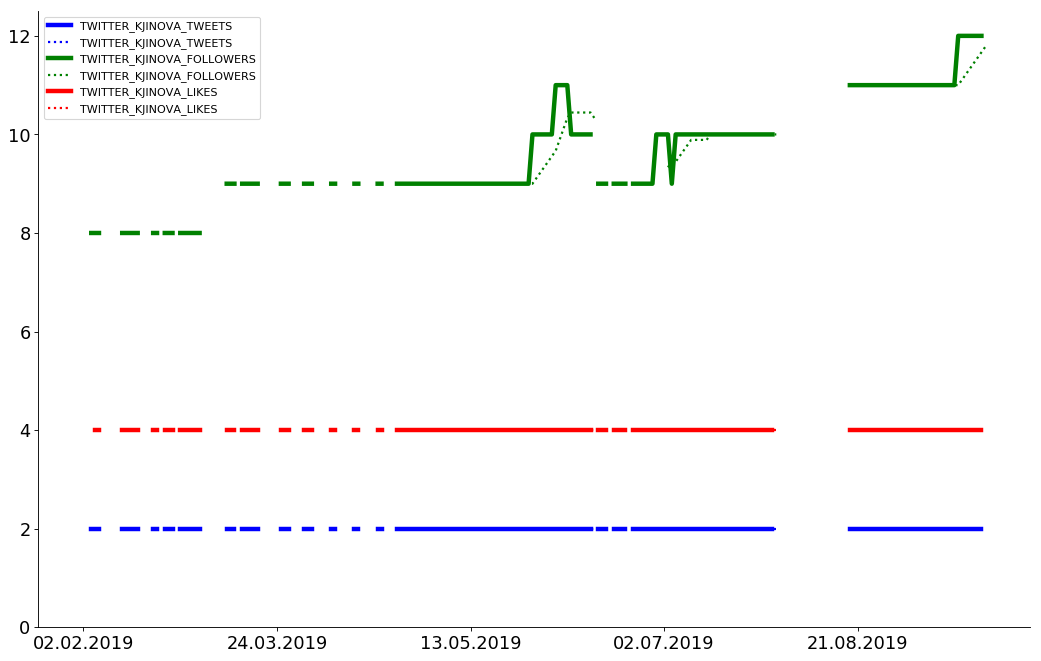 TWITTER_KJINOVA_TWEETS
TWITTER_KJINOVA_TWEETS
TWITTER_KJINOVA_FOLLOWERS
TWITTER_KJINOVA_FOLLOWERS
TWITTER_KJINOVA_LIKES
TWITTER_KJINOVA_LIKES
12
10
8
6
4
2
0
02.02.2019 24.03.2019 13.05.2019 02.07.2019 21.08.2019